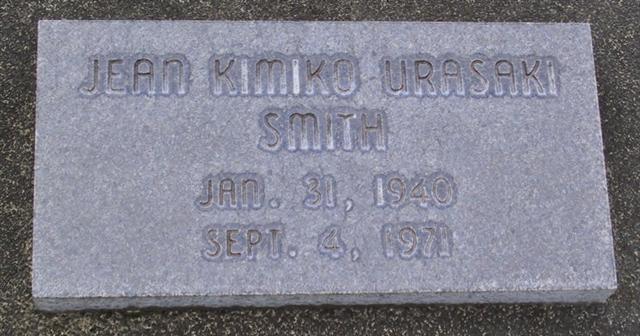 JEAN KIMIKO URASAKI
SMITH
JAN. 31, 1940
SEPT. 4, 1971